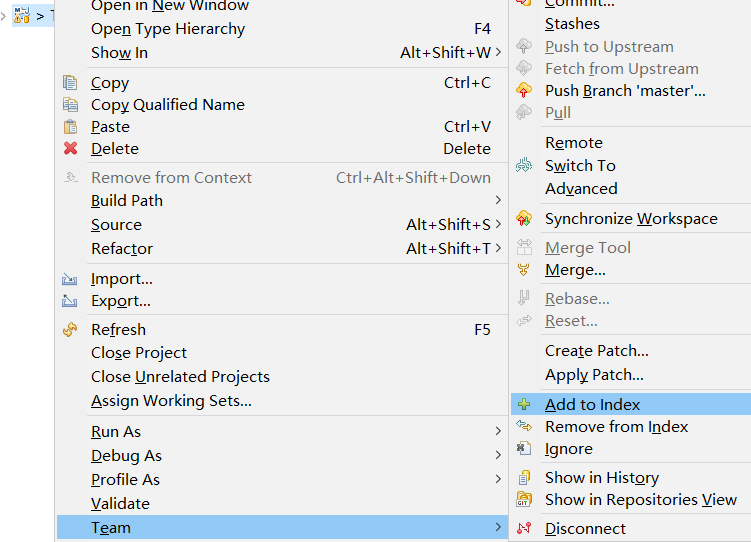 > T
Open in New Window
Open Type Hierarchy F4
Show In Alt+Shift+W >
Copy Ctrl+C
Copy Qualified Name
Paste Ctrl+V
Delete Delete
Remove from Context Ctrl+Alt+Shift+Down
Build Path >
Source Alt+Shift+S >
Refactor Alt+Shift+T >
Import...
Export...
Refresh F5
Close Project
Close Unrelated Projects
Assign Working Sets...
Run As >
Debug As >
Profile As >
Validate
Team >
Commit...
Stashes
Push to Upstream
Fetch from Upstream
Push Branch 'master'...
Pull
Remote
Switch To
Advanced
Synchronize Workspace
Merge Tool
Merge...
Rebase...
Reset...
Create Patch...
Apply Patch...
Add to Index
Remove from Index
Ignore
Show in History
GIT Show in Repositories View
Disconnect